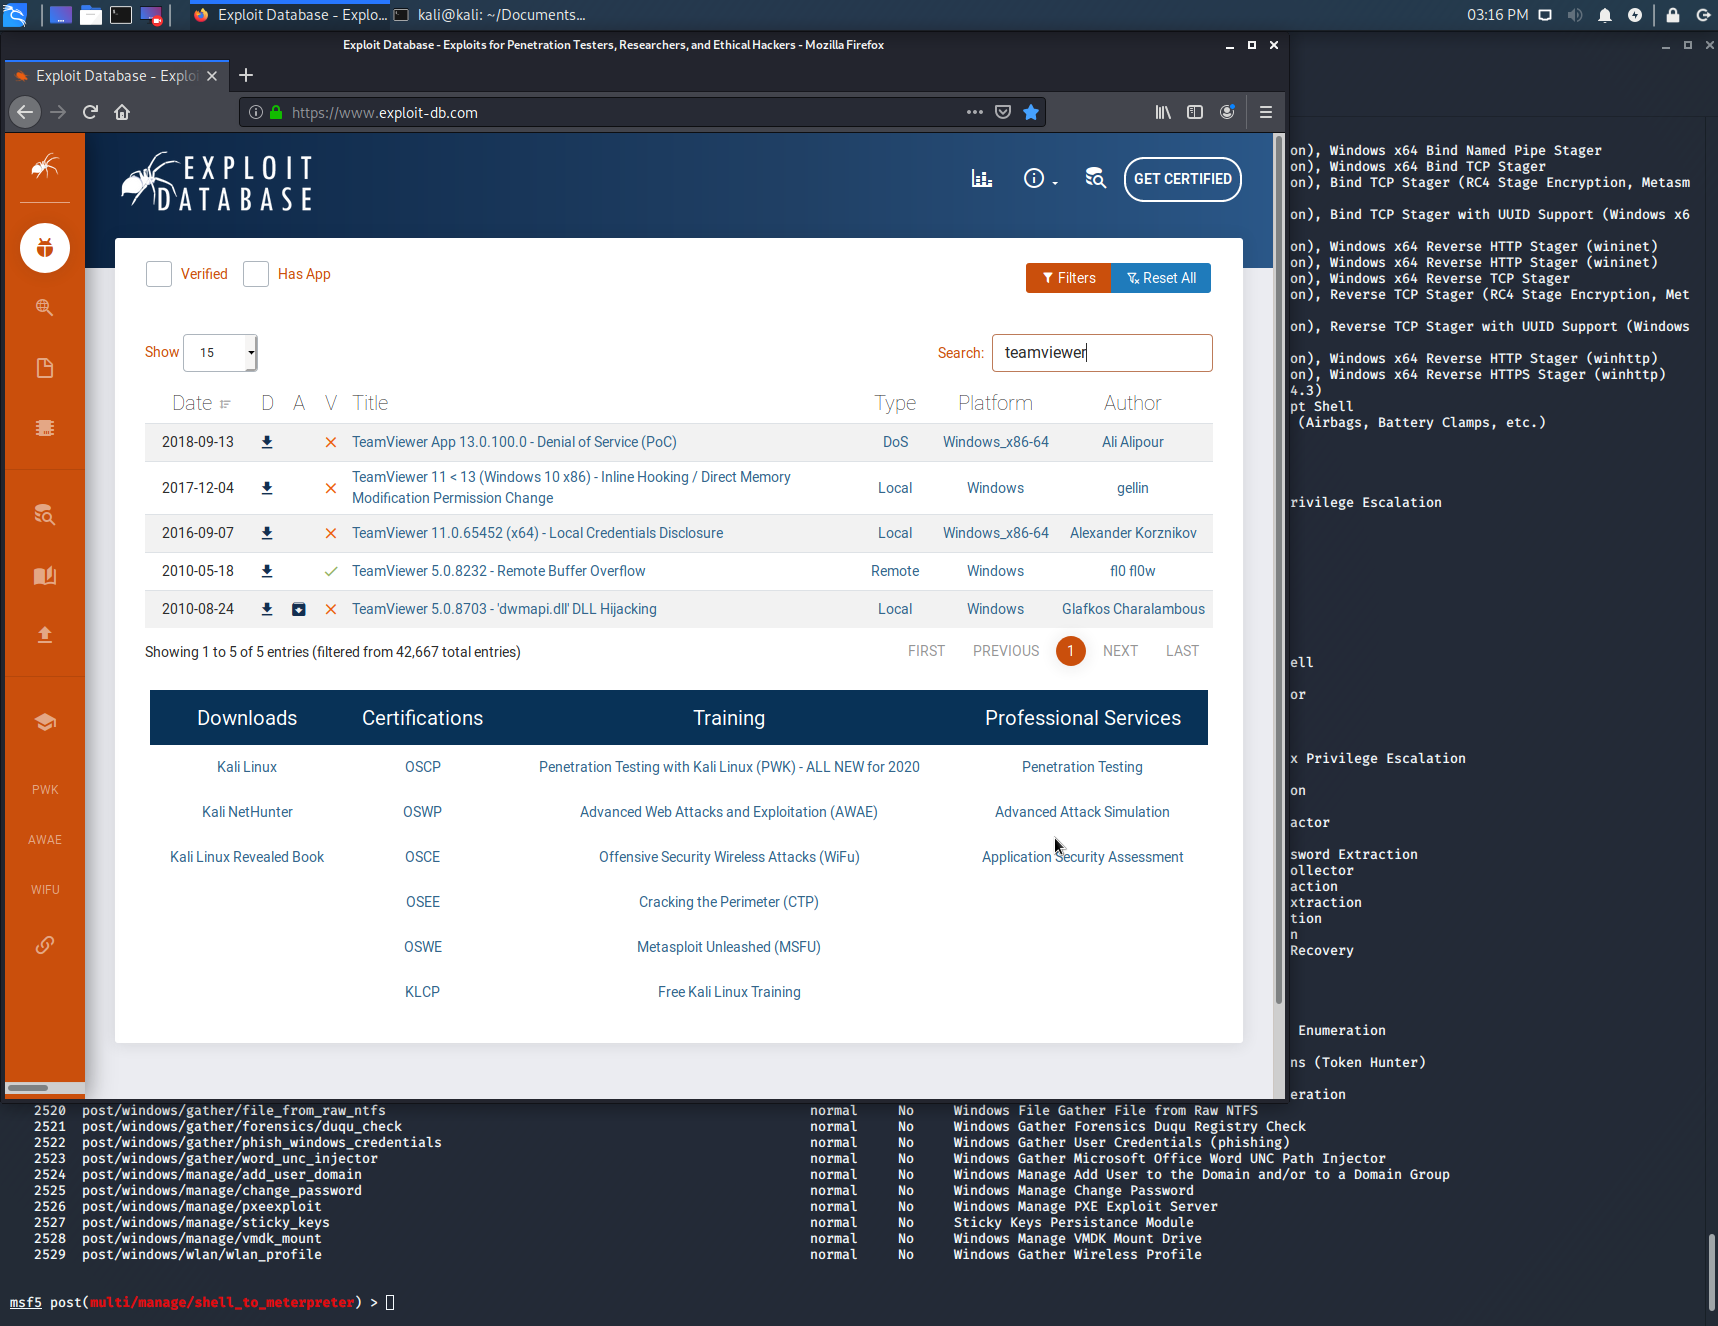 Exploit Database - Explo...
kali@kali: ~/Documents...
03:16 PM
Exploit Database - Exploits for Penetration Testers, Researchers, and Ethical Hackers - Mozilla Firefox
Exploit Database - Exploi
https://www.exploit-db.com
EXPLOIT
DATABASE
GET CERTIFIED
Verified
Has App
Filters
Reset All
Show 15
Search: teamviewer
Date D A V Title Type Platform Author
2018-09-13 TeamViewer App 13.0.100.0 - Denial of Service (PoC) DoS Windows_x86-64 Ali Alipour
2017-12-04 TeamViewer 11 < 13 (Windows 10 x86) - Inline Hooking / Direct Memory
Modification Permission Change Local Windows gellin
2016-09-07 TeamViewer 11.0.65452 (x64) - Local Credentials Disclosure Local Windows_x86-64 Alexander Korznikov
2010-05-18 TeamViewer 5.0.8232 - Remote Buffer Overflow Remote Windows fl0 fl0w
2010-08-24 TeamViewer 5.0.8703 - 'dwmapi.dll' DLL Hijacking Local Windows Glafkos Charalambous
Showing 1 to 5 of 5 entries (filtered from 42,667 total entries)
FIRST PREVIOUS 1 NEXT LAST
Downloads Certifications Training Professional Services
Kali Linux OSCP Penetration Testing with Kali Linux (PWK) - ALL NEW for 2020 Penetration Testing
Kali NetHunter OSWP Advanced Web Attacks and Exploitation (AWAE) Advanced Attack Simulation
Kali Linux Revealed Book OSCE Offensive Security Wireless Attacks (WiFu) Application Security Assessment
OSEE Cracking the Perimeter (CTP)
OSWE Metasploit Unleashed (MSFU)
KLCP Free Kali Linux Training
PWK
AWAE
WIFU
on), Windows x64 Bind Named Pipe Stager
on), Windows x64 Bind TCP Stager
on), Bind TCP Stager (RC4 Stage Encryption, Metasm
on), Bind TCP Stager with UUID Support (Windows x6
on), Windows x64 Reverse HTTP Stager (wininet)
on), Windows x64 Reverse HTTP Stager (wininet)
on), Windows x64 Reverse TCP Stager
on), Reverse TCP Stager (RC4 Stage Encryption, Met
on), Reverse TCP Stager with UUID Support (Windows
on), Windows x64 Reverse HTTP Stager (winhttp)
on), Windows x64 Reverse HTTPS Stager (winhttp)
4.3)
pt Shell
(Airbags, Battery Clamps, etc.)
rivilege Escalation
ell
or
x Privilege Escalation
on
actor
sword Extraction
ollector
action
xtraction
tion
n
Recovery
Enumeration
ns (Token Hunter)
eration
2520 post/windows/gather/file_from_raw_ntfs normal No Windows File Gather File from Raw NTFS
2521 post/windows/gather/forensics/duqu_check normal No Windows Gather Forensics Duqu Registry Check
2522 post/windows/gather/phish_windows_credentials normal No Windows Gather User Credentials (phishing)
2523 post/windows/gather/word_unc_injector normal No Windows Gather Microsoft Office Word UNC Path Injector
2524 post/windows/manage/add_user_domain normal No Windows Manage Add User to the Domain and/or to a Domain Group
2525 post/windows/manage/change_password normal No Windows Manage Change Password
2526 post/windows/manage/pxeexploit normal No Windows Manage PXE Exploit Server
2527 post/windows/manage/sticky_keys normal No Sticky Keys Persistance Module
2528 post/windows/manage/vmdk_mount normal No Windows Manage VMDK Mount Drive
2529 post/windows/wlan/wlan_profile normal No Windows Gather Wireless Profile
msf5 post(multi/manage/shell_to_meterpreter) >